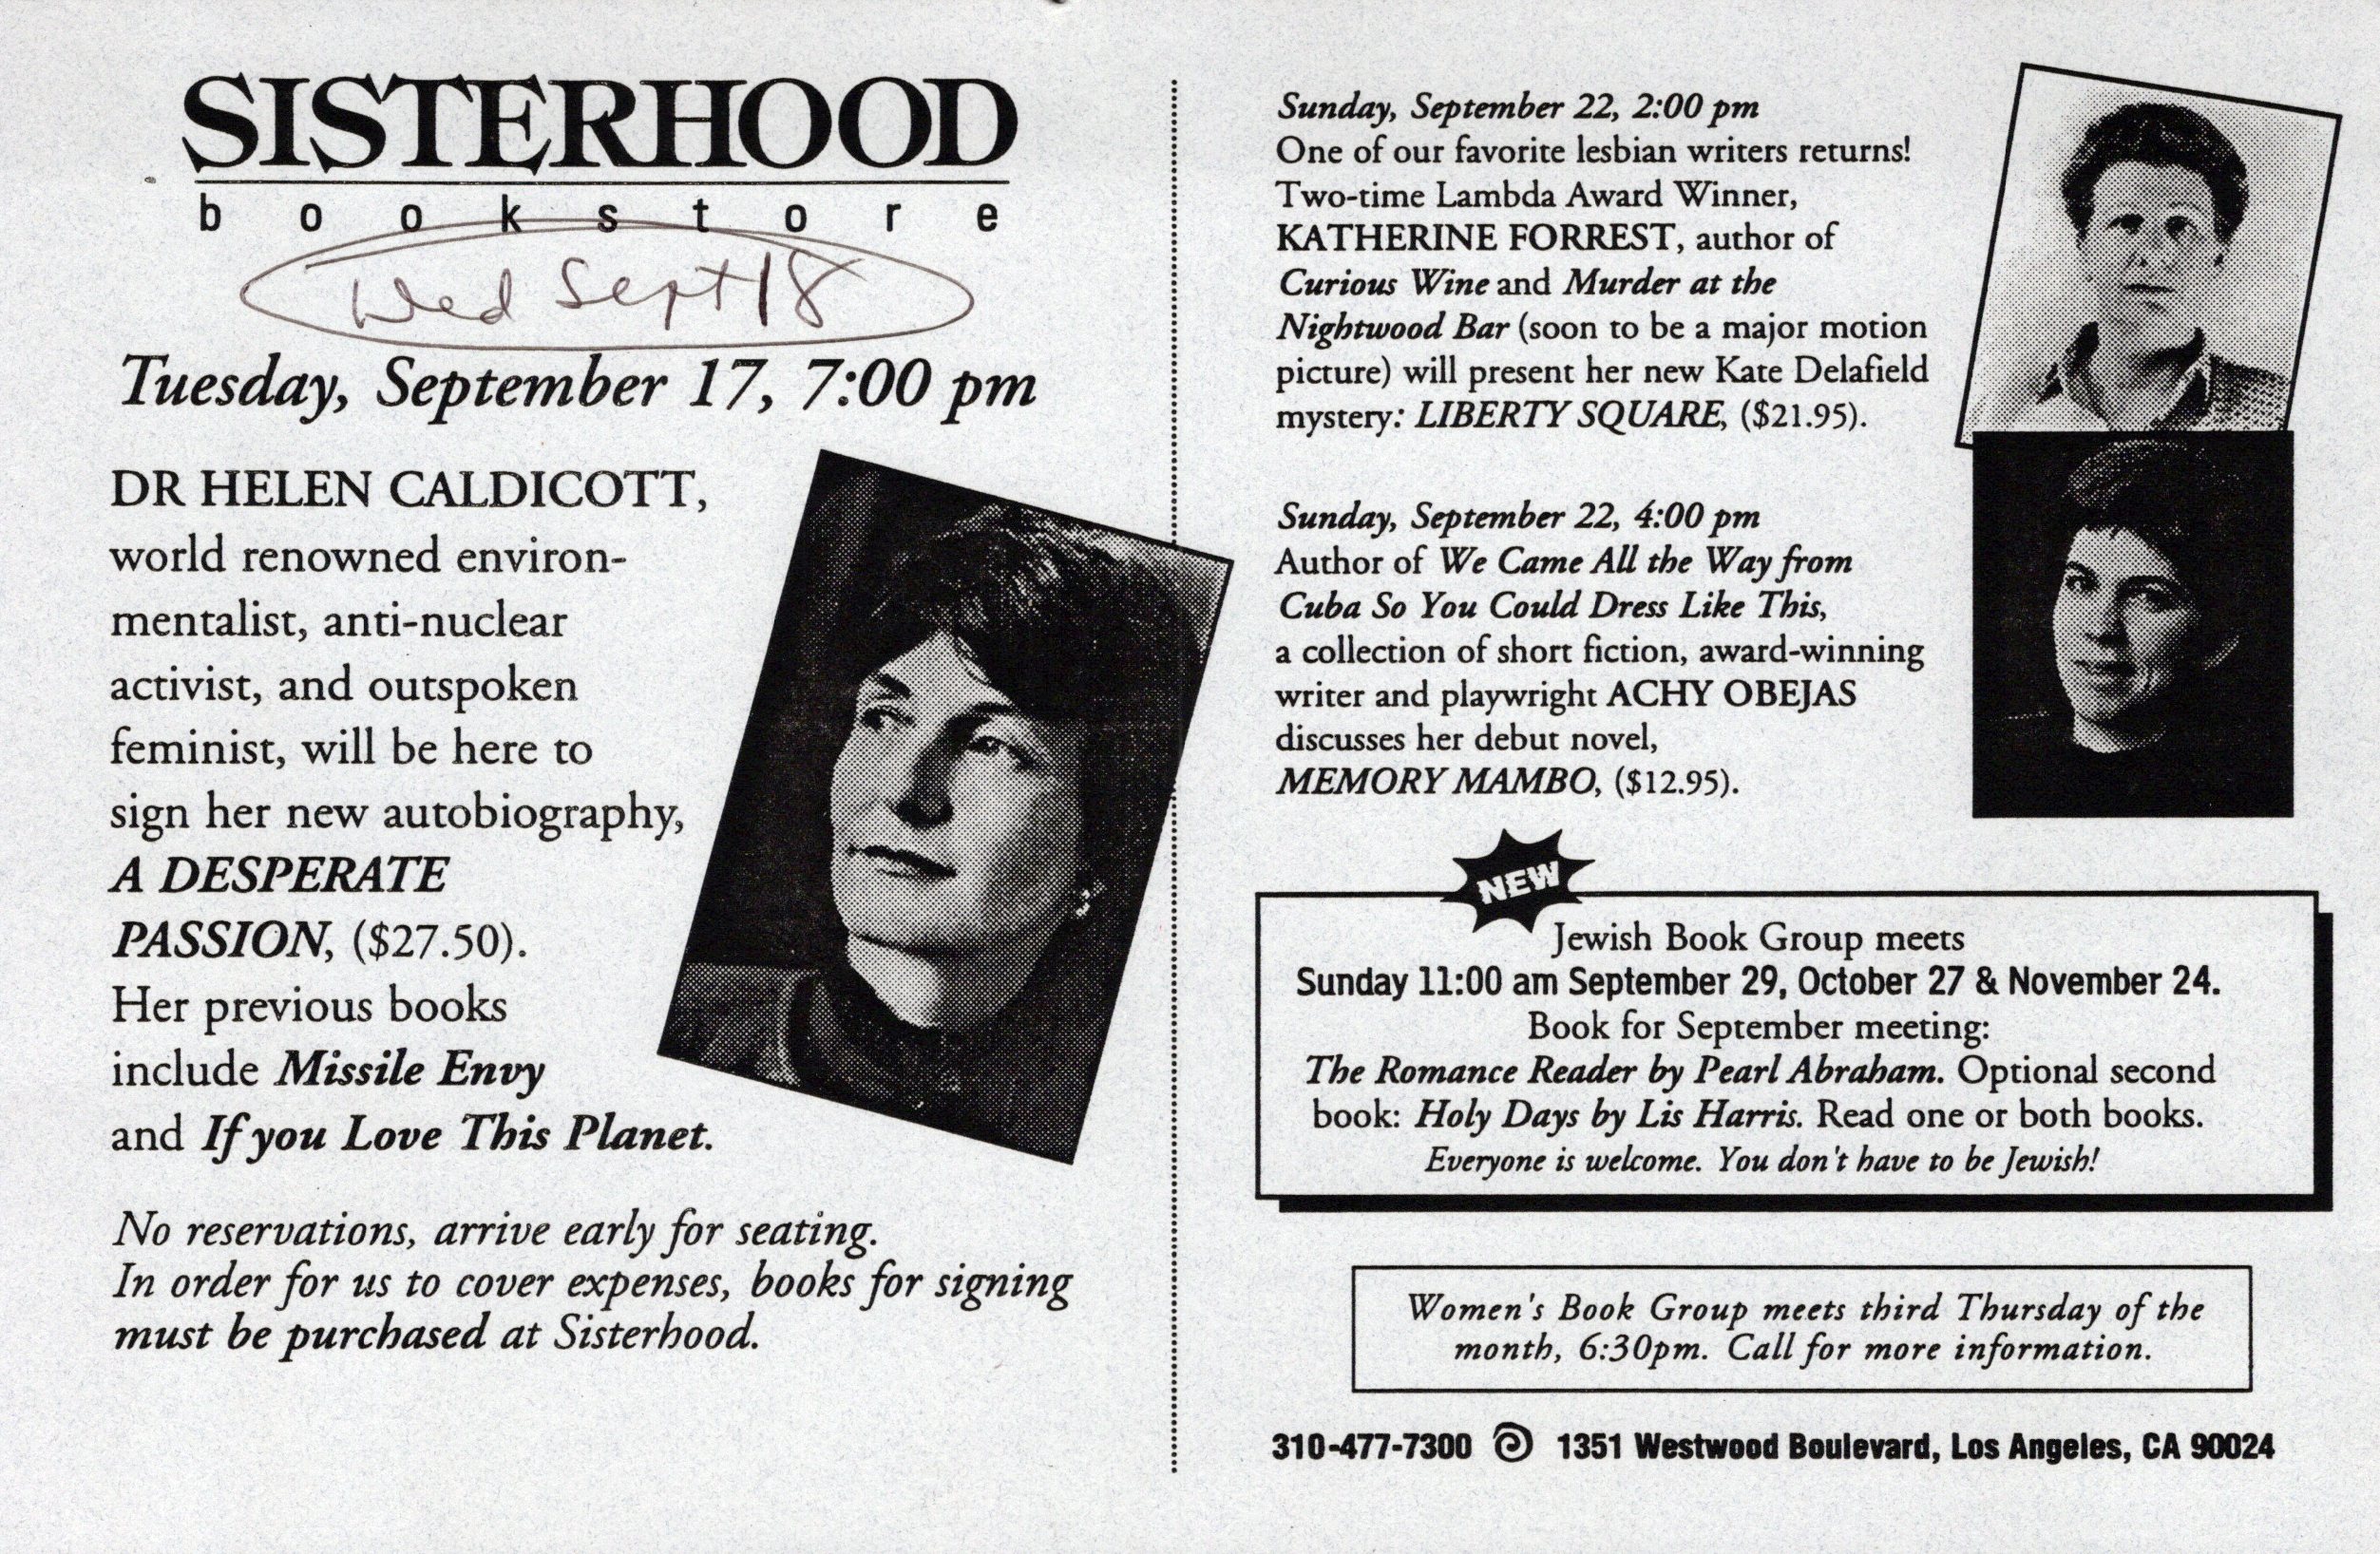 SISTERHOOD
bookstore
Wed Sept 18
Tuesday, September 17, 7:00 pm
DR HELEN CALDICOTT,
world renowned environ-
mentalist, anti-nuclear
activist, and outspoken
feminist, will be here to
sign her new autobiography,
A DESPERATE
PASSION, ($27.50).
Her previous books
include Missile Envy
and If you Love This Planet.
No reservations, arrive early for seating.
In order for us to cover expenses, books for signing
must be purchased at Sisterhood.
Sunday, September 22, 2:00 pm
One of our favorite lesbian writers returns!
Two-time Lambda Award Winner,
KATHERINE FORREST, author of
Curious Wine and Murder at the
Nightwood Bar (soon to be a major motion
picture) will present her new Kate Delafield
mystery: LIBERTY SQUARE, ($21.95).
Sunday, September 22, 4:00 pm
Author of We Came All the Way from
Cuba So You Could Dress Like This,
a collection of short fiction, award-winning
writer and playwright ACHY OBEJAS
discusses her debut novel,
MEMORY MAMBO, ($12.95).
NEW
Jewish Book Group meets
Sunday 11:00 am September 29, October 27 & November 24.
Book for September meeting:
The Romance Reader by Pearl Abraham. Optional second
book: Holy Days by Lis Harris. Read one or both books.
Everyone is welcome. You don't have to be Jewish!
Women's Book Group meets third Thursday of the
month, 6:30pm. Call for more information.
310-477-7300 1351 Westwood Boulevard, Los Angeles, CA 90024